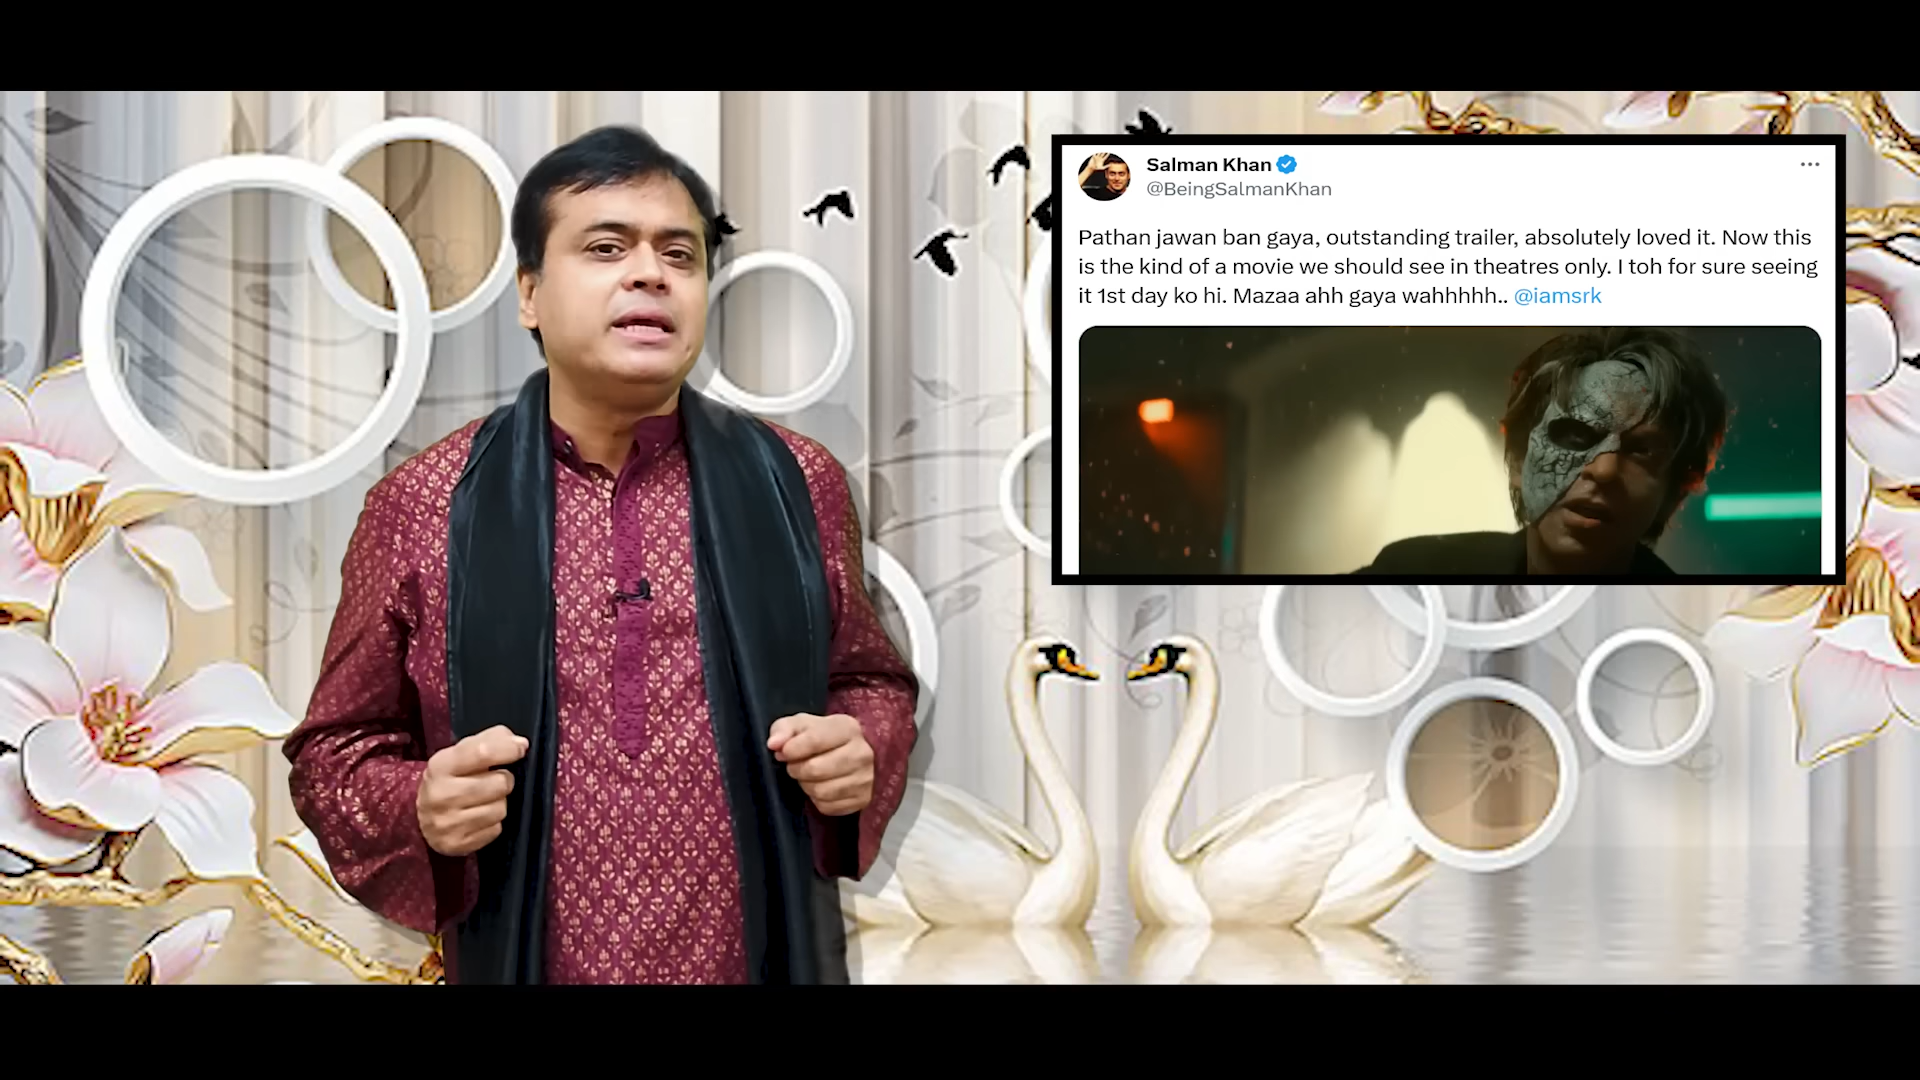 Salman Khan
@BeingSalmanKhan
Pathan jawan ban gaya, outstanding trailer, absolutely loved it. Now this
is the kind of a movie we should see in theatres only. I toh for sure seeing
it 1st day ko hi. Mazaa ahh gaya wahhhhh.. @iamsrk